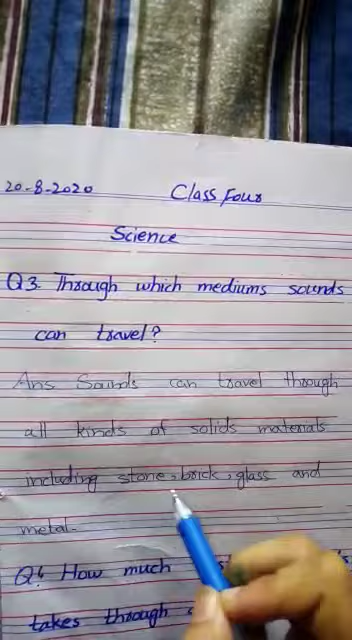 20-8-2020 Class Four
Science
Q3. Through which mediums sounds
can travel?
Ans Sounds can travel through
all kinds of solids materials
including stone, brick, glass and
metal.
Q4 How much
takes through